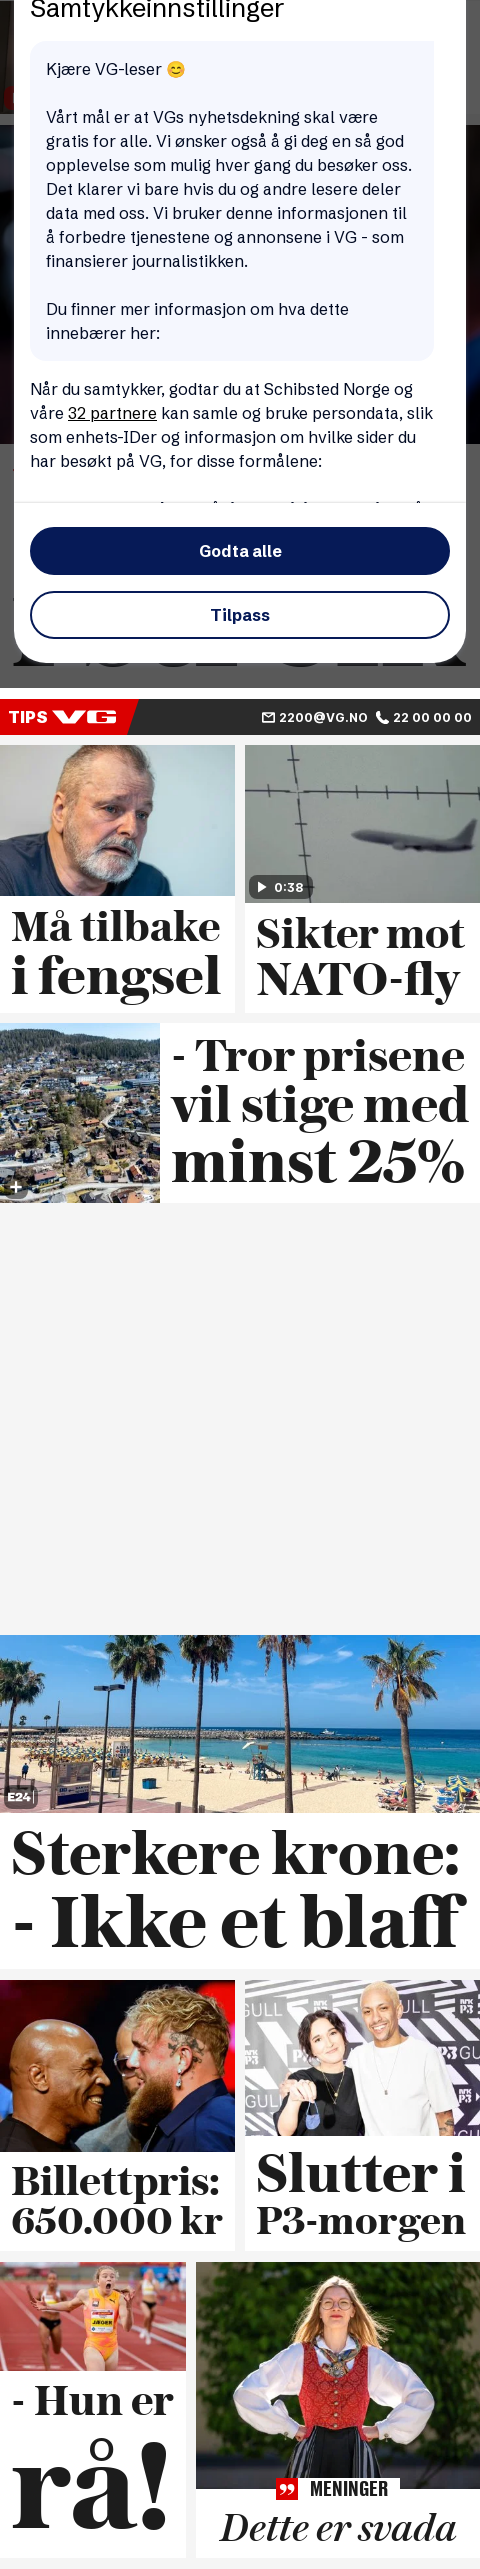 Samtykkeinnstillinger
Kjære VG-leser 😊
Vårt mål er at VGs nyhetsdekning skal være
gratis for alle. Vi ønsker også å gi deg en så god
opplevelse som mulig hver gang du besøker oss.
Det klarer vi bare hvis du og andre lesere deler
data med oss. Vi bruker denne informasjonen til
å forbedre tjenestene og annonsene i VG - som
finansierer journalistikken.
Du finner mer informasjon om hva dette
innebærer her:
Når du samtykker, godtar du at Schibsted Norge og
våre 32 partnere kan samle og bruke persondata, slik
som enhets-IDer og informasjon om hvilke sider du
har besøkt på VG, for disse formålene:
Godta alle
Tilpass
TIPS VG 2200@VG.NO 22 00 00 00
0:38
Må tilbake
i fengsel
Sikter mot
NATO-fly
- Tror prisene
vil stige med
minst 25%
E24
Sterkere krone:
- Ikke et blaff
Billettpris:
650.000 kr
GULL
NRK P3
Slutter i
P3-morgen
JÆGER
- Hun er
rå!
MENINGER
Dette er svada